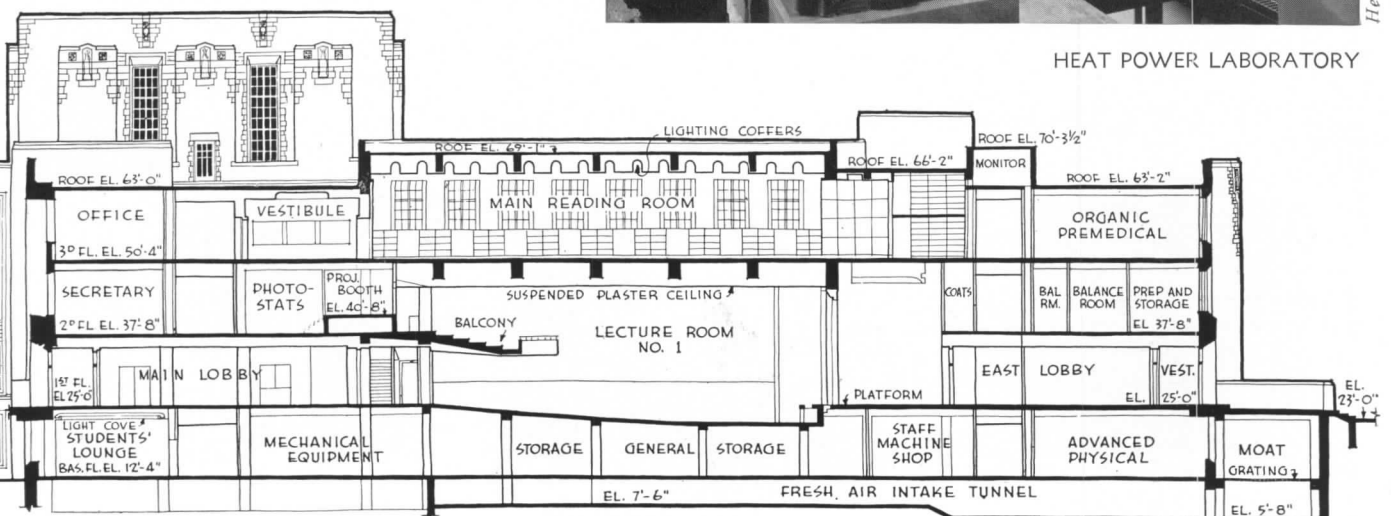 He
HEAT POWER LABORATORY
LIGHTING COFFERS
ROOF EL. 69'-1"
ROOF EL. 70'-3½"
ROOF EL. 66'-2"
MONITOR
ROOF EL. 63'-0"
ROOF EL. 63'-2"
OFFICE
VESTIBULE
MAIN READING ROOM
ORGANIC
PREMEDICAL
3D FL. EL. 50'-4"
SECRETARY
PHOTO-
STATS
PROJ.
BOOTH
EL. 40'-8"
SUSPENDED PLASTER CEILING
COATS
BAL
RM.
BALANCE
ROOM
PREP AND
STORAGE
2D FL EL. 37'-8"
EL 37'-8"
BALCONY
LECTURE ROOM
NO. 1
1ST FL.
EL 25'-0"
MAIN LOBBY
EAST LOBBY
VEST.
PLATFORM
EL. 25'-0"
EL.
23'-0"
LIGHT COVE
STUDENTS'
LOUNGE
BAS. FL. EL. 12'-4"
MECHANICAL
EQUIPMENT
STORAGE
GENERAL
STORAGE
STAFF
MACHINE
SHOP
ADVANCED
PHYSICAL
MOAT
GRATING
EL. 7'-6"
FRESH AIR INTAKE TUNNEL
EL. 5'-8"